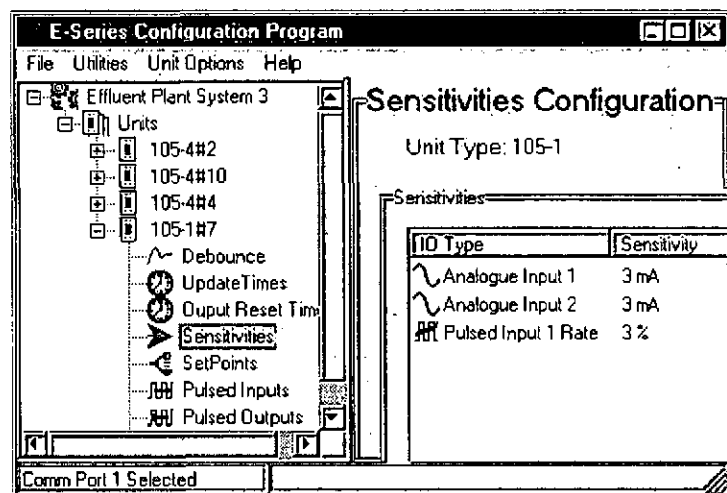 E-Series Configuration Program
File Utilities Unit Options Help
Effluent Plant System 3
Units
105-4#2
105-4#10
105-4#4
105-1#7
Debounce
UpdateTimes
Ouput Reset Tim
Sensitivities
SetPoints
Pulsed Inputs
Pulsed Outputs
Comm Port 1 Selected
Sensitivities Configuration
Unit Type: 105-1
Sensitivities
I/O Type Sensitivity
Analogue Input 1 3 mA
Analogue Input 2 3 mA
Pulsed Input 1 Rate 3 %